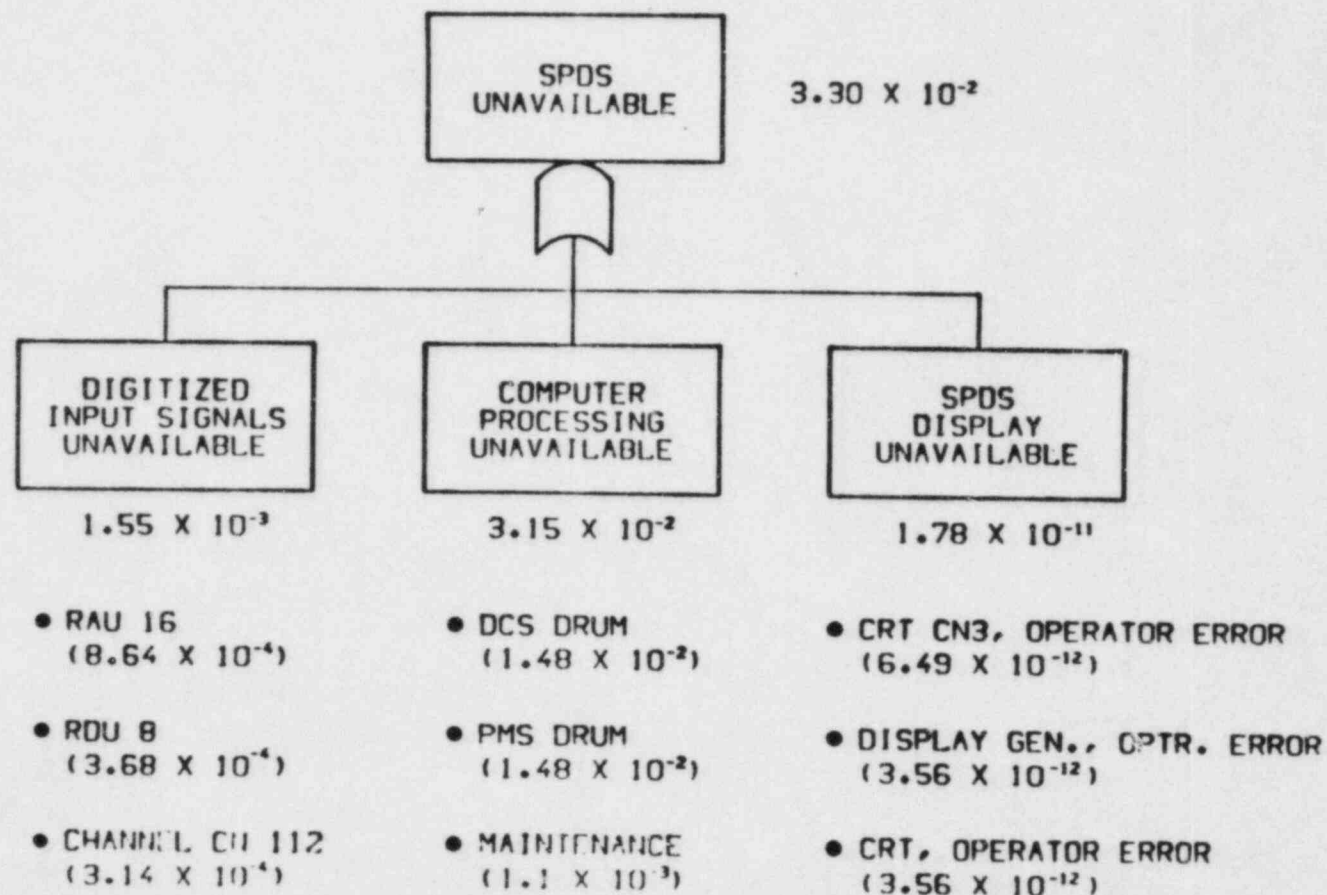 SPDS
UNAVAILABLE
3.30 X 10⁻²
DIGITIZED
INPUT SIGNALS
UNAVAILABLE
1.55 X 10⁻³
COMPUTER
PROCESSING
UNAVAILABLE
3.15 X 10⁻²
SPDS
DISPLAY
UNAVAILABLE
1.78 X 10⁻¹¹
• RAU 16
(8.64 X 10⁻⁴)
• RDU 8
(3.68 X 10⁻⁴)
• CHANNEL CN 112
(3.14 X 10⁻⁴)
• DCS DRUM
(1.48 X 10⁻²)
• PMS DRUM
(1.48 X 10⁻²)
• MAINTENANCE
(1.1 X 10⁻³)
• CRT CN3, OPERATOR ERROR
(6.49 X 10⁻¹²)
• DISPLAY GEN., OPTR. ERROR
(3.56 X 10⁻¹²)
• CRT, OPERATOR ERROR
(3.56 X 10⁻¹²)